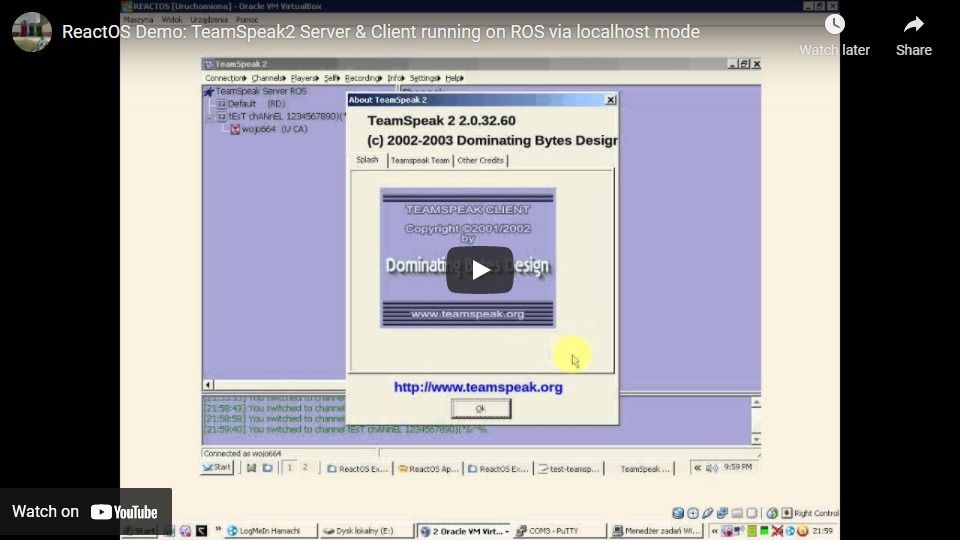 REACTOS [Uruchomiona] - Oracle VM VirtualBox
Maszyna Widok Urządzenia Pomoc
ReactOS Demo: TeamSpeak2 Server & Client running on ROS via localhost mode
Watch later
Share
TeamSpeak 2
Connection Channels Players Self Recording Info Settings Help
TeamSpeak Server ROS
Default (RD)
tEsT chANnEL 1234567890)(*
wojo664 (U CA)
About TeamSpeak 2
TeamSpeak 2 2.0.32.60
(c) 2002-2003 Dominating Bytes Design
Splash Teamspeak Team Other Credits
TEAMSPEAK CLIENT
Copyright ©2001/2002
by
Dominating Bytes Design
www.teamspeak.org
http://www.teamspeak.org
Ok
You switched to channel
[21:58:43] You switched to channel
[21:58:58] You switched to channel
[21:59:40] You switched to channel tEsT chANnEL 1234567890)(*&^%
Connected as wojo664
Start 1 2 ReactOS Ex... ReactOS Ap... ReactOS Ex... test-teamsp... TeamSpeak ... 9:59 PM
Watch on YouTube
Right Control
Start LogMeIn Hamachi Dysk lokalny (E:) 2 Oracle VM Virt... COM3 - PuTTY Menedżer zadań Wi... 21:59